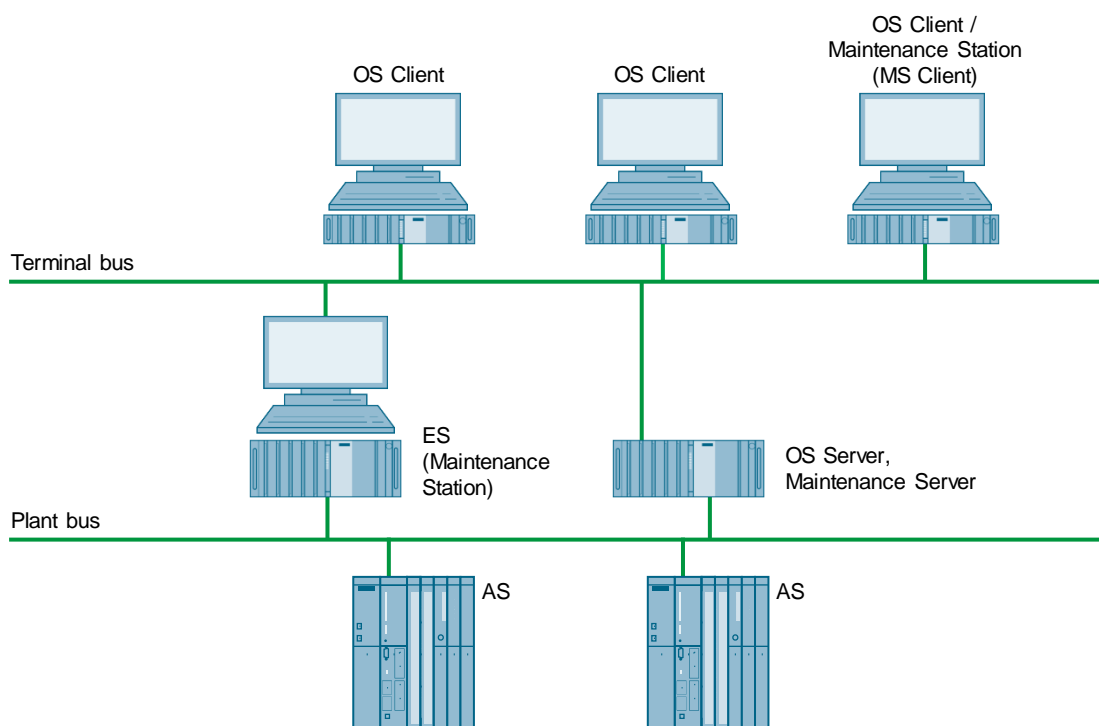 OS Client /
Maintenance Station
(MS Client)
OS Client
OS Client
Terminal bus
ES
(Maintenance
Station)
OS Server,
Maintenance Server
Plant bus
AS
AS